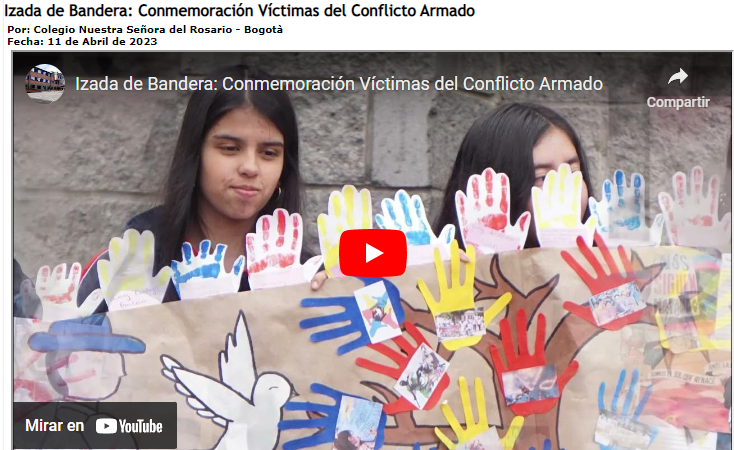 Izada de Bandera: Conmemoración Víctimas del Conflicto Armado
Por: Colegio Nuestra Señora del Rosario - Bogotà
Fecha: 11 de Abril de 2023
Izada de Bandera: Conmemoración Víctimas del Conflicto Armado
Compartir
Mirar en YouTube